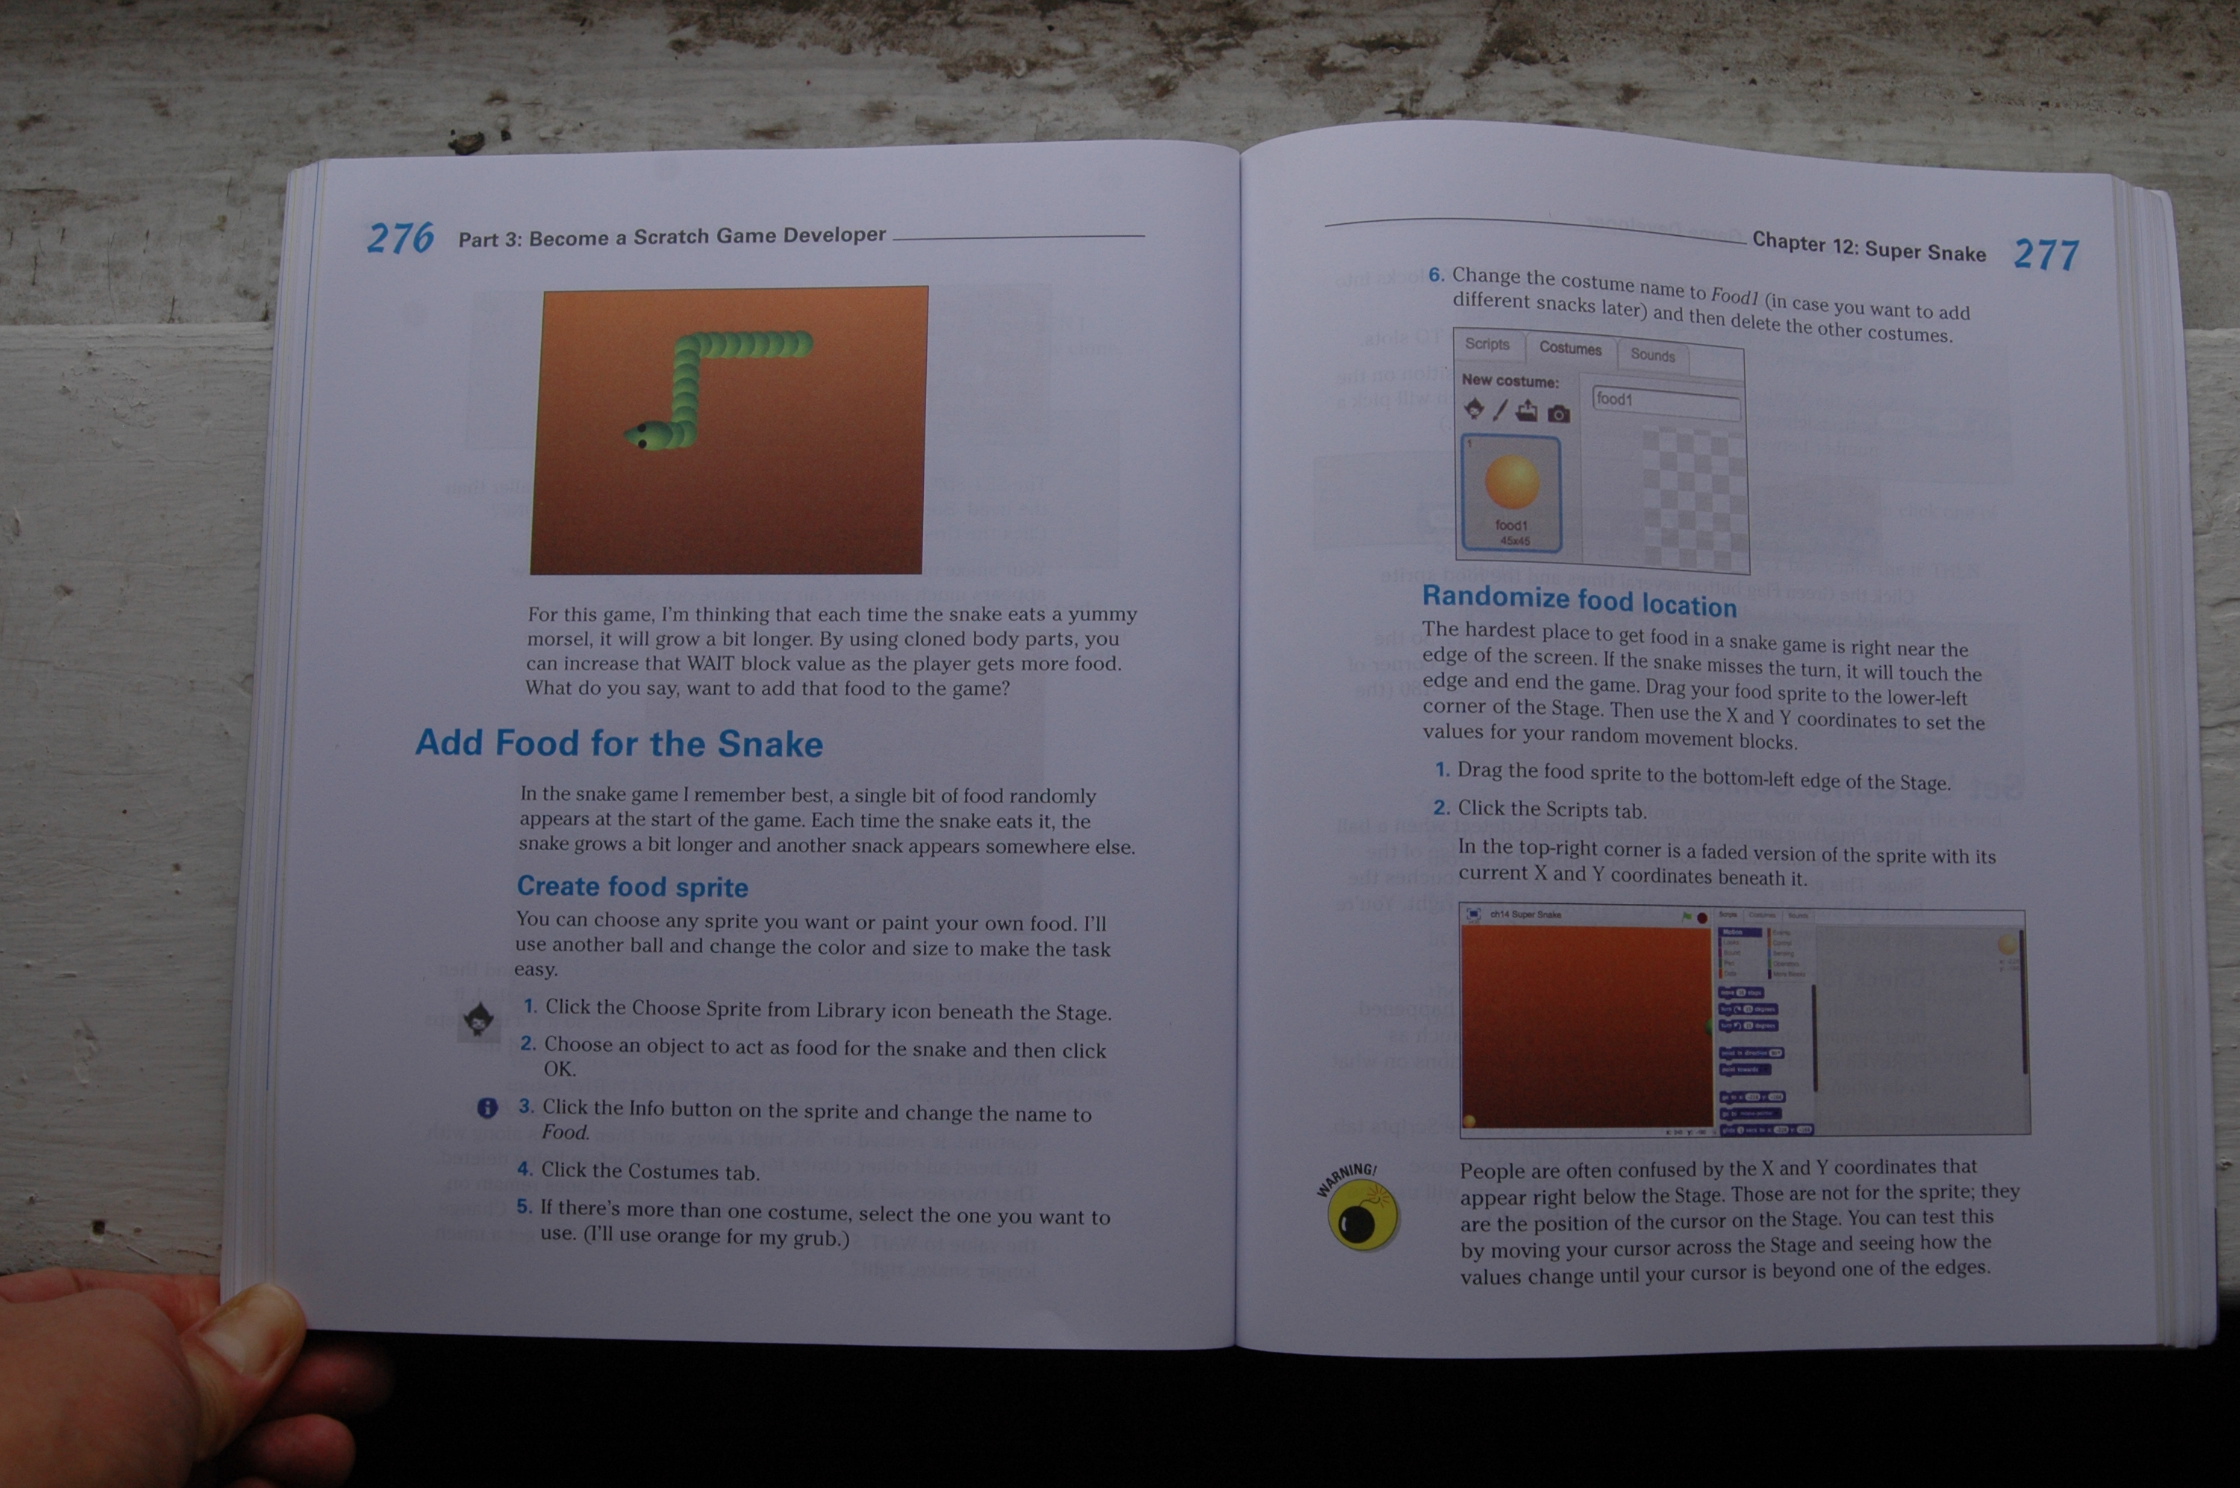 276 Part 3: Become a Scratch Game Developer
For this game, I'm thinking that each time the snake eats a yummy
morsel, it will grow a bit longer. By using cloned body parts, you
can increase that WAIT block value as the player gets more food.
What do you say, want to add that food to the game?
Add Food for the Snake
In the snake game I remember best, a single bit of food randomly
appears at the start of the game. Each time the snake eats it, the
snake grows a bit longer and another snack appears somewhere else.
Create food sprite
You can choose any sprite you want or paint your own food. I'll
use another ball and change the color and size to make the task
easy.
1. Click the Choose Sprite from Library icon beneath the Stage.
2. Choose an object to act as food for the snake and then click
OK.
3. Click the Info button on the sprite and change the name to
Food.
4. Click the Costumes tab.
5. If there's more than one costume, select the one you want to
use. (I'll use orange for my grub.)
Chapter 12: Super Snake 277
6. Change the costume name to Food1 (in case you want to add
different snacks later) and then delete the other costumes.
Scripts Costumes Sounds
New costume:
food1
1
food1
45x45
Randomize food location
The hardest place to get food in a snake game is right near the
edge of the screen. If the snake misses the turn, it will touch the
edge and end the game. Drag your food sprite to the lower-left
corner of the Stage. Then use the X and Y coordinates to set the
values for your random movement blocks.
1. Drag the food sprite to the bottom-left edge of the Stage.
2. Click the Scripts tab.
In the top-right corner is a faded version of the sprite with its
current X and Y coordinates beneath it.
ch14 Super Snake
Scripts Costumes Sounds
WARNING!
People are often confused by the X and Y coordinates that
appear right below the Stage. Those are not for the sprite; they
are the position of the cursor on the Stage. You can test this
by moving your cursor across the Stage and seeing how the
values change until your cursor is beyond one of the edges.